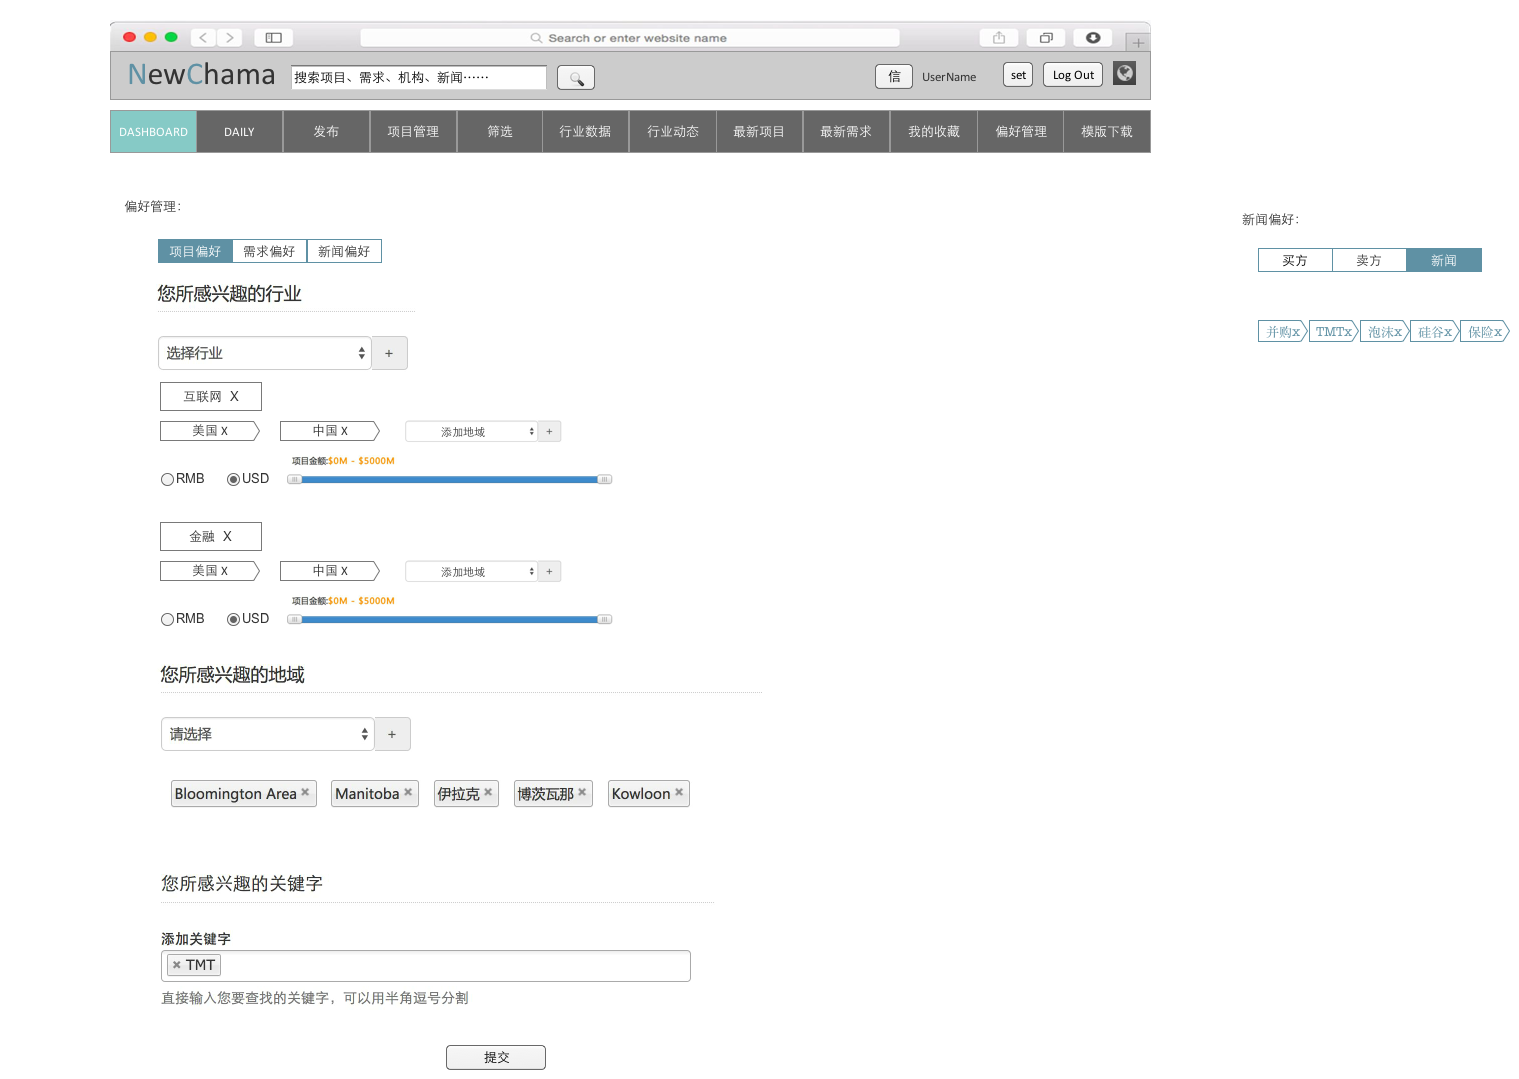 Search or enter website name
NewChama 搜索项目、需求、机构、新闻…… 信 UserName set Log Out
DASHBOARD DAILY 发布 项目管理 筛选 行业数据 行业动态 最新项目 最新需求 我的收藏 偏好管理 模版下载
偏好管理：
项目偏好 需求偏好 新闻偏好
您所感兴趣的行业
选择行业 +
互联网 X
美国 X 中国 X 添加地域 +
项目金额:$0M - $5000M
RMB USD
金融 X
美国 X 中国 X 添加地域 +
项目金额:$0M - $5000M
RMB USD
您所感兴趣的地域
请选择 +
Bloomington Area × Manitoba × 伊拉克 × 博茨瓦那 × Kowloon ×
您所感兴趣的关键字
添加关键字
× TMT
直接输入您要查找的关键字，可以用半角逗号分割
提交
新闻偏好：
买方 卖方 新闻
并购x TMTx 泡沫x 硅谷x 保险x